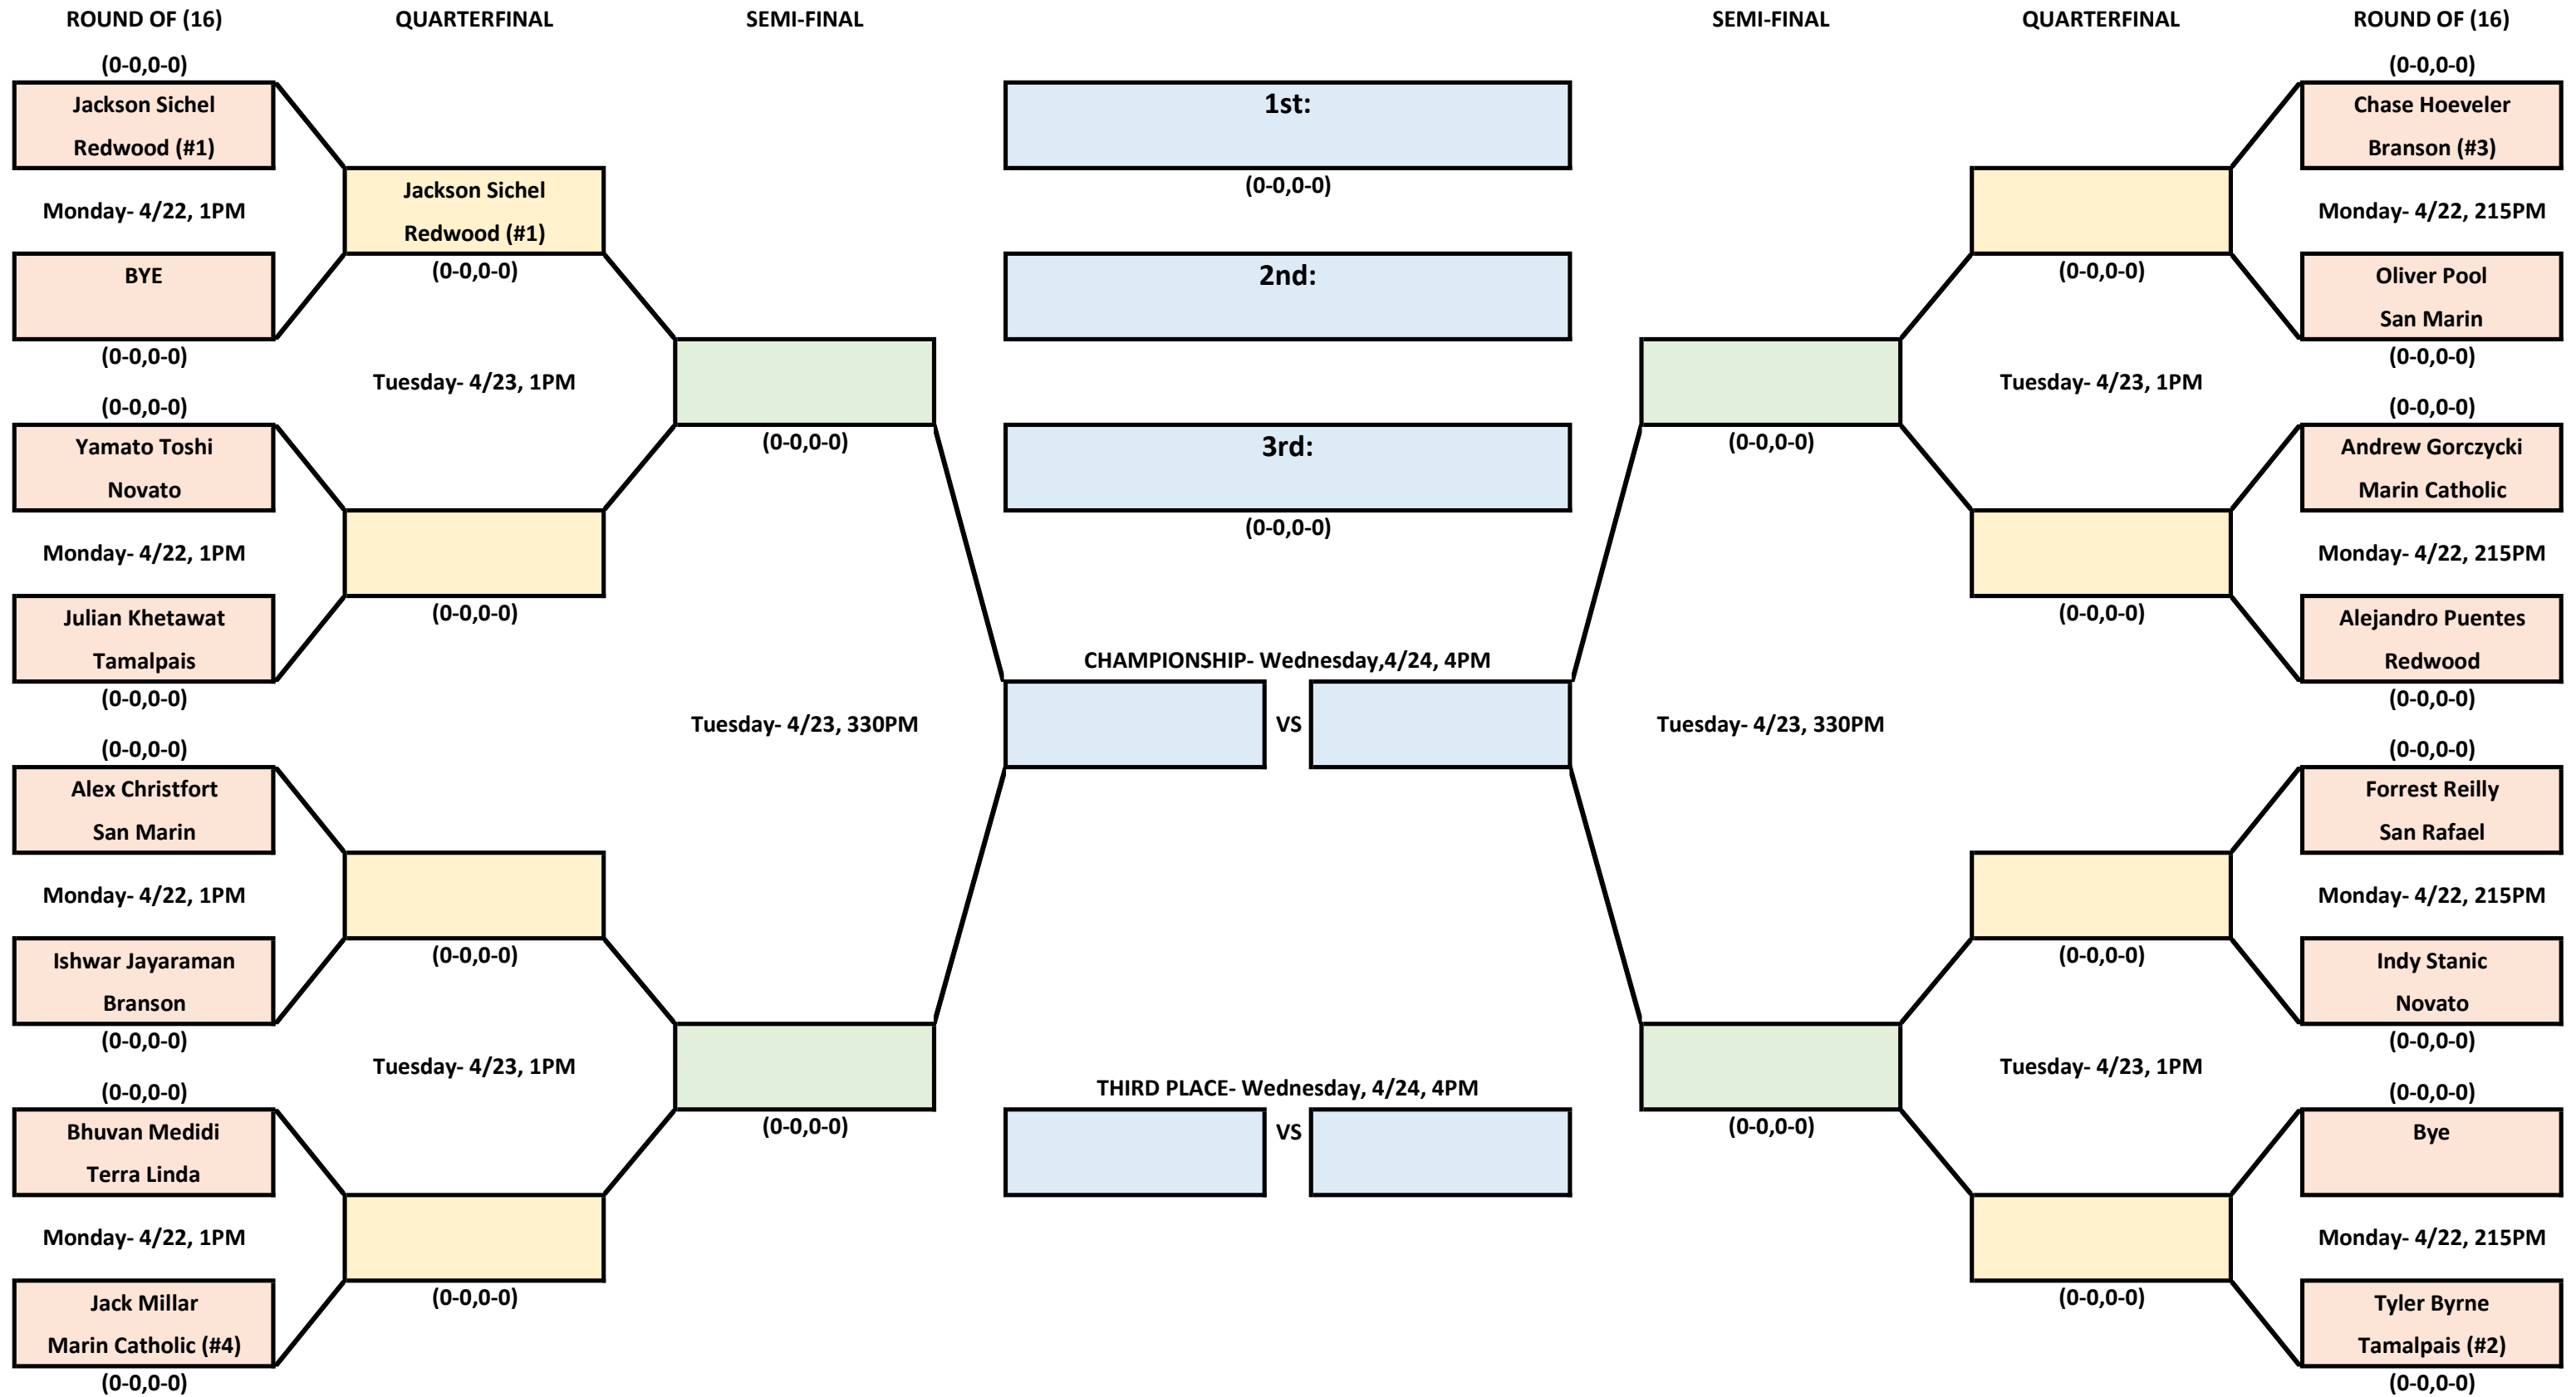 ROUND OF (16) QUARTERFINAL SEMI-FINAL SEMI-FINAL QUARTERFINAL ROUND OF (16)
(0-0,0-0) (0-0,0-0)
Jackson Sichel 1st: Chase Hoeveler
Redwood (#1) Branson (#3)
Jackson Sichel (0-0,0-0)
Monday- 4/22, 1PM Monday- 4/22, 215PM
Redwood (#1)
BYE (0-0,0-0) 2nd: (0-0,0-0) Oliver Pool
San Marin
(0-0,0-0) (0-0,0-0)
Tuesday- 4/23, 1PM Tuesday- 4/23, 1PM
(0-0,0-0) (0-0,0-0)
Yamato Toshi (0-0,0-0) 3rd: (0-0,0-0) Andrew Gorczycki
Novato Marin Catholic
(0-0,0-0)
Monday- 4/22, 1PM Monday- 4/22, 215PM
Julian Khetawat (0-0,0-0) (0-0,0-0) Alejandro Puentes
Tamalpais CHAMPIONSHIP- Wednesday,4/24, 4PM Redwood
(0-0,0-0) (0-0,0-0)
Tuesday- 4/23, 330PM VS Tuesday- 4/23, 330PM
(0-0,0-0) (0-0,0-0)
Alex Christfort Forrest Reilly
San Marin San Rafael
Monday- 4/22, 1PM Monday- 4/22, 215PM
Ishwar Jayaraman (0-0,0-0) (0-0,0-0) Indy Stanic
Branson Novato
(0-0,0-0) (0-0,0-0)
Tuesday- 4/23, 1PM Tuesday- 4/23, 1PM
(0-0,0-0) THIRD PLACE- Wednesday, 4/24, 4PM (0-0,0-0)
Bhuvan Medidi (0-0,0-0) VS (0-0,0-0) Bye
Terra Linda
Monday- 4/22, 1PM Monday- 4/22, 215PM
Jack Millar (0-0,0-0) (0-0,0-0) Tyler Byrne
Marin Catholic (#4) Tamalpais (#2)
(0-0,0-0) (0-0,0-0)